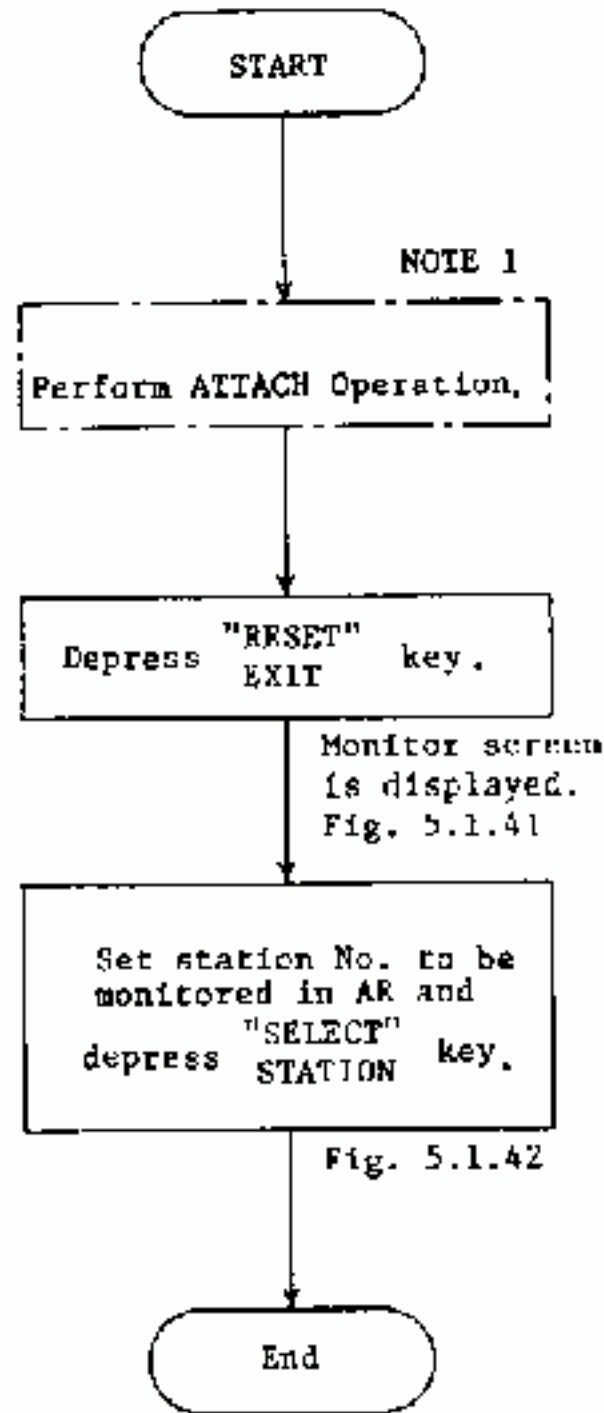 START
NOTE 1
Perform ATTACH Operation.
Depress "RESET" EXIT key.
Monitor screen
is displayed.
Fig. 5.1.41
Set station No. to be
monitored in AR and
depress "SELECT" STATION key.
Fig. 5.1.42
End